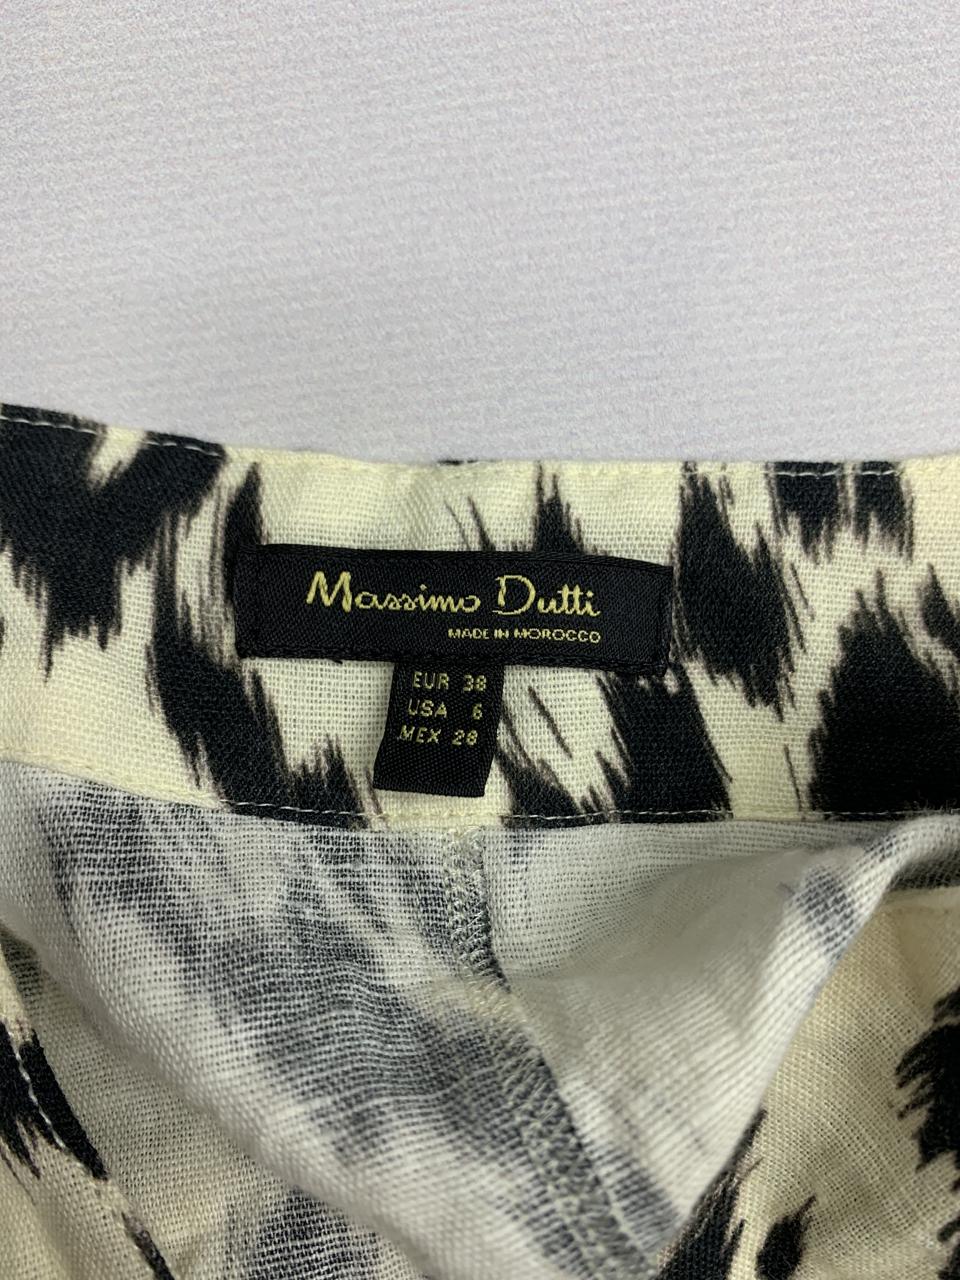 Massimo Dutti
MADE IN MOROCCO
EUR 38
USA 6
MEX 28